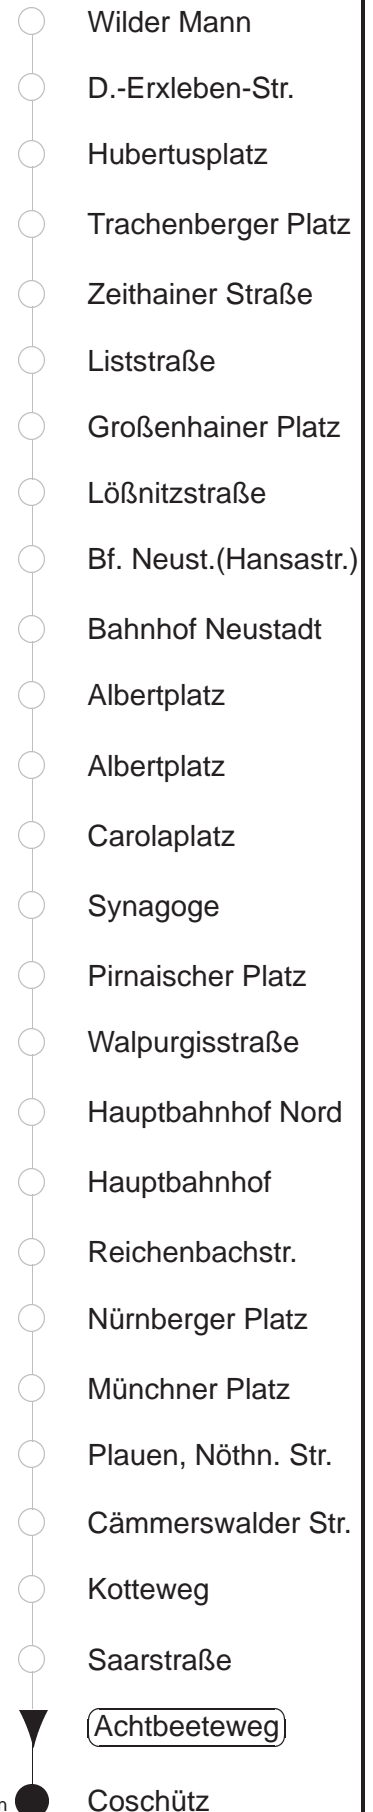 Wilder Mann
D.-Erxleben-Str.
Hubertusplatz
Trachenberger Platz
Zeithainer Straße
Liststraße
Großenhainer Platz
Lößnitzstraße
Bf. Neust.(Hansastr.)
Bahnhof Neustadt
Albertplatz
Albertplatz
Carolaplatz
Synagoge
Pirnaischer Platz
Walpurgisstraße
Hauptbahnhof Nord
Hauptbahnhof
Reichenbachstr.
Nürnberger Platz
Münchner Platz
Plauen, Nöthn. Str.
Cämmerswalder Str.
Kotteweg
Saarstraße
Achtbeeteweg
Coschütz